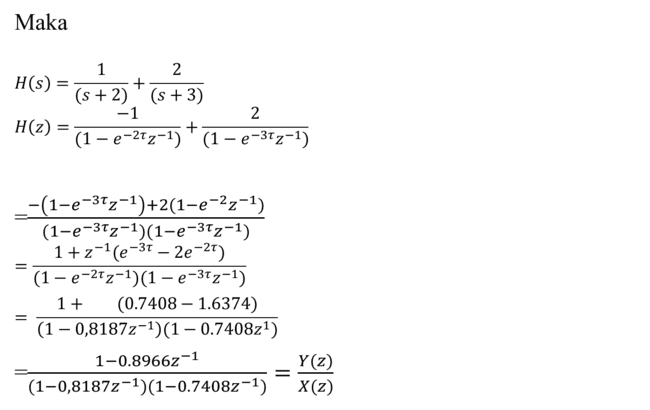 Maka
H(s) = 1/(s + 2) + 2/(s + 3)
H(z) = −1/(1 − e^{−2τ}z^{−1}) + 2/(1 − e^{−3τ}z^{−1})
= −(1−e^{−3τ}z^{−1})+2(1−e^{−2}z^{−1})/(1−e^{−3τ}z^{−1})(1−e^{−3τ}z^{−1})
= 1 + z^{−1}(e^{−3τ} − 2e^{−2τ})/(1 − e^{−2τ}z^{−1})(1 − e^{−3τ}z^{−1})
= 1 + (0.7408 − 1.6374)/(1 − 0,8187z^{−1})(1 − 0.7408z^{1})
= 1−0.8966z^{−1}/(1−0,8187z^{−1})(1−0.7408z^{−1}) = Y(z)/X(z)